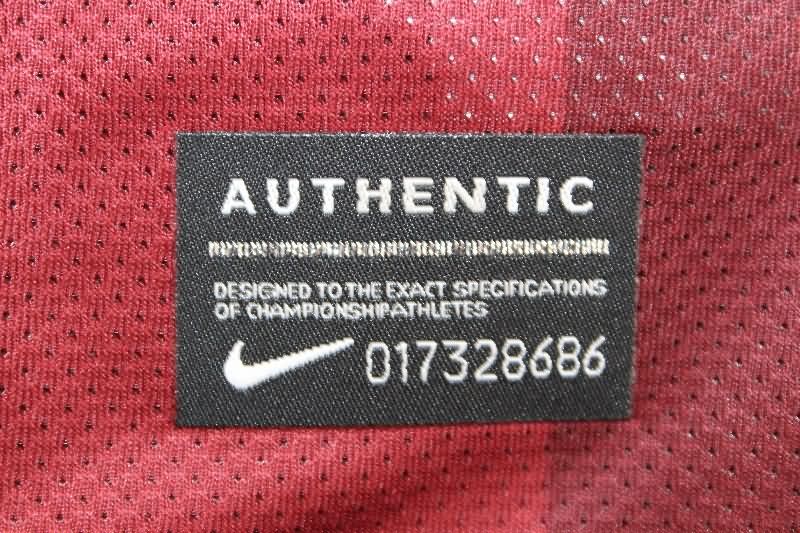 AUTHENTIC
DESIGNED TO THE EXACT SPECIFICATIONS
OF CHAMPIONSHIPATHLETES
017328686